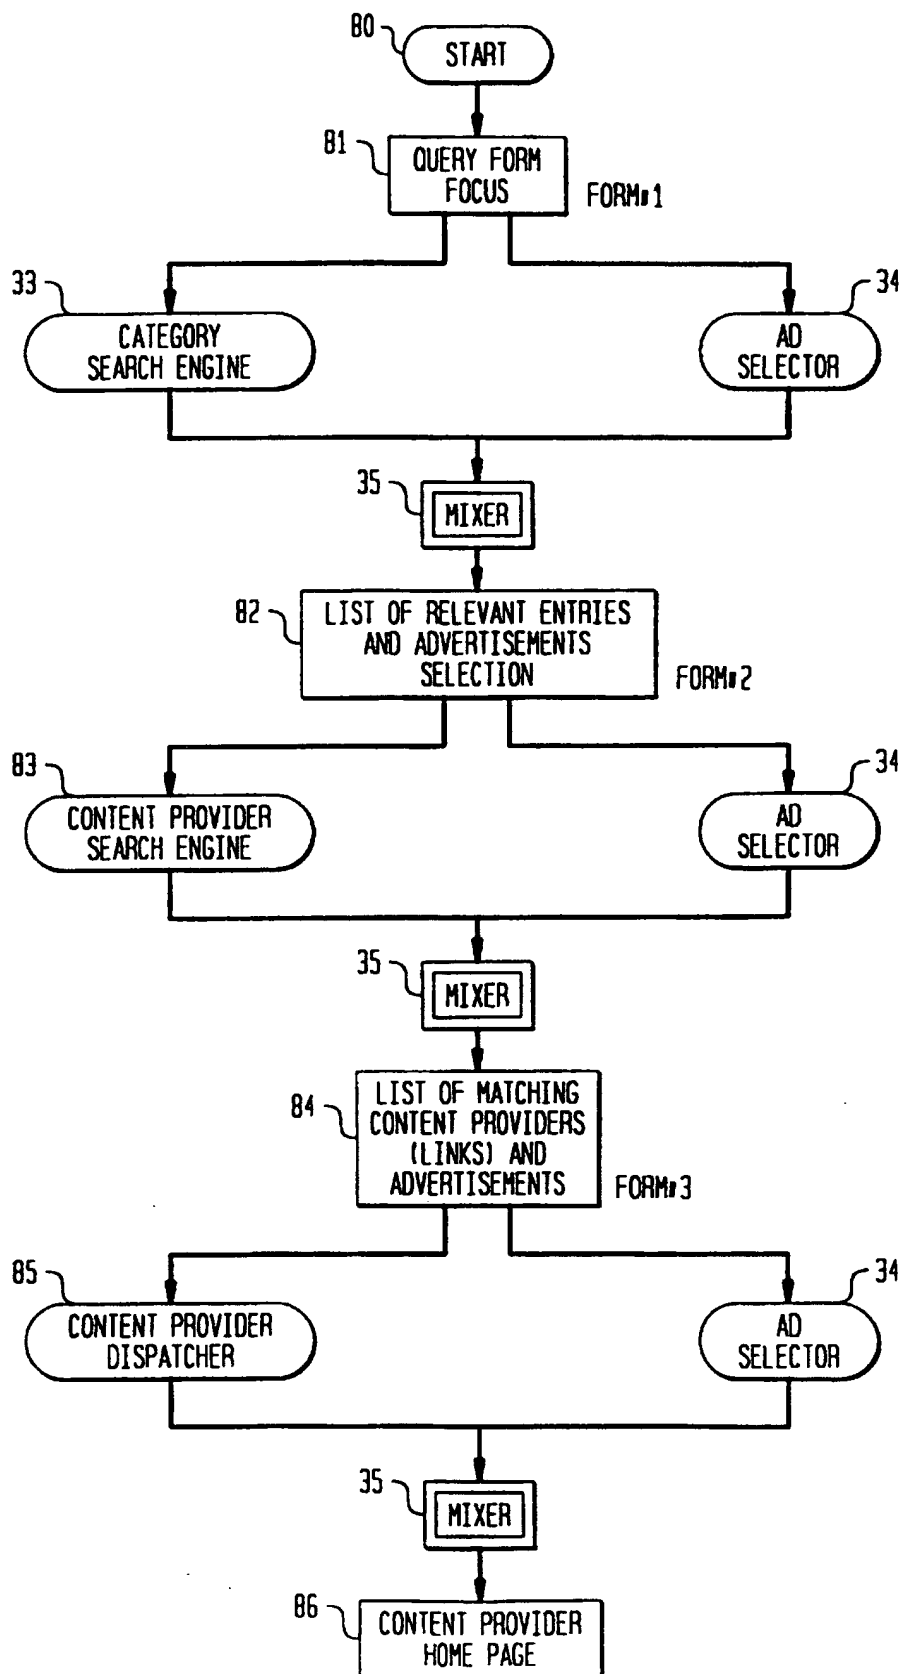 80
START
81
QUERY FORM
FOCUS
FORM#1
33
CATEGORY
SEARCH ENGINE
34
AD
SELECTOR
35
MIXER
82
LIST OF RELEVANT ENTRIES
AND ADVERTISEMENTS
SELECTION
FORM#2
83
CONTENT PROVIDER
SEARCH ENGINE
34
AD
SELECTOR
35
MIXER
84
LIST OF MATCHING
CONTENT PROVIDERS
(LINKS) AND
ADVERTISEMENTS
FORM#3
85
CONTENT PROVIDER
DISPATCHER
34
AD
SELECTOR
35
MIXER
86
CONTENT PROVIDER
HOME PAGE